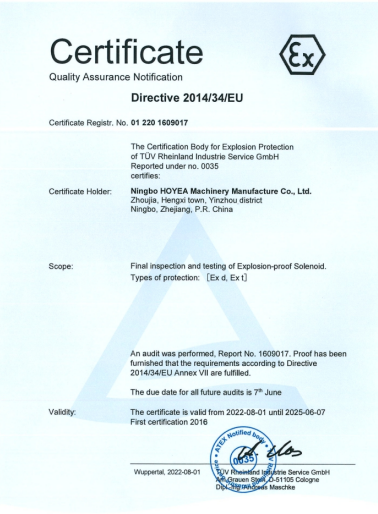 Certificate
Ex
Quality Assurance Notification
Directive 2014/34/EU
Certificate Registr. No. 01 220 1609017
The Certification Body for Explosion Protection
of TÜV Rheinland Industrie Service GmbH
Reported under no. 0035
certifies:
Certificate Holder: Ningbo HOYEA Machinery Manufacture Co., Ltd.
Zhoujia, Hengxi town, Yinzhou district
Ningbo, Zhejiang, P.R. China
Scope: Final inspection and testing of Explosion-proof Solenoid.
Types of protection: [Ex d, Ex t]
An audit was performed, Report No. 1609017. Proof has been
furnished that the requirements according to Directive
2014/34/EU Annex VII are fulfilled.
The due date for all future audits is 7th June
Validity: The certificate is valid from 2022-08-01 until 2025-06-07
First certification 2016
ATEX Notified body
0035
Wuppertal, 2022-08-01 TÜV Rheinland Industrie Service GmbH
Am Grauen Stein, D-51105 Cologne
Dipl.-Ing. Andreas Maschke